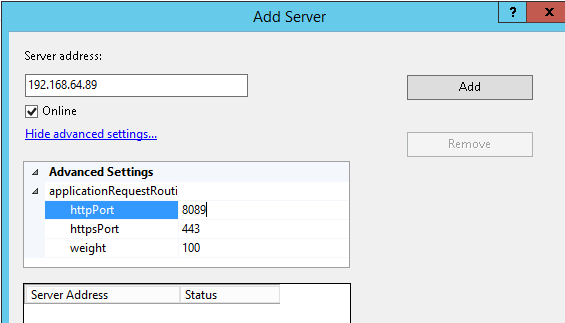 Add Server
? x
Server address:
192.168.64.89
Add
Online
Hide advanced settings...
Remove
Advanced Settings
applicationRequestRouti
httpPort 8089
httpsPort 443
weight 100
Server Address Status